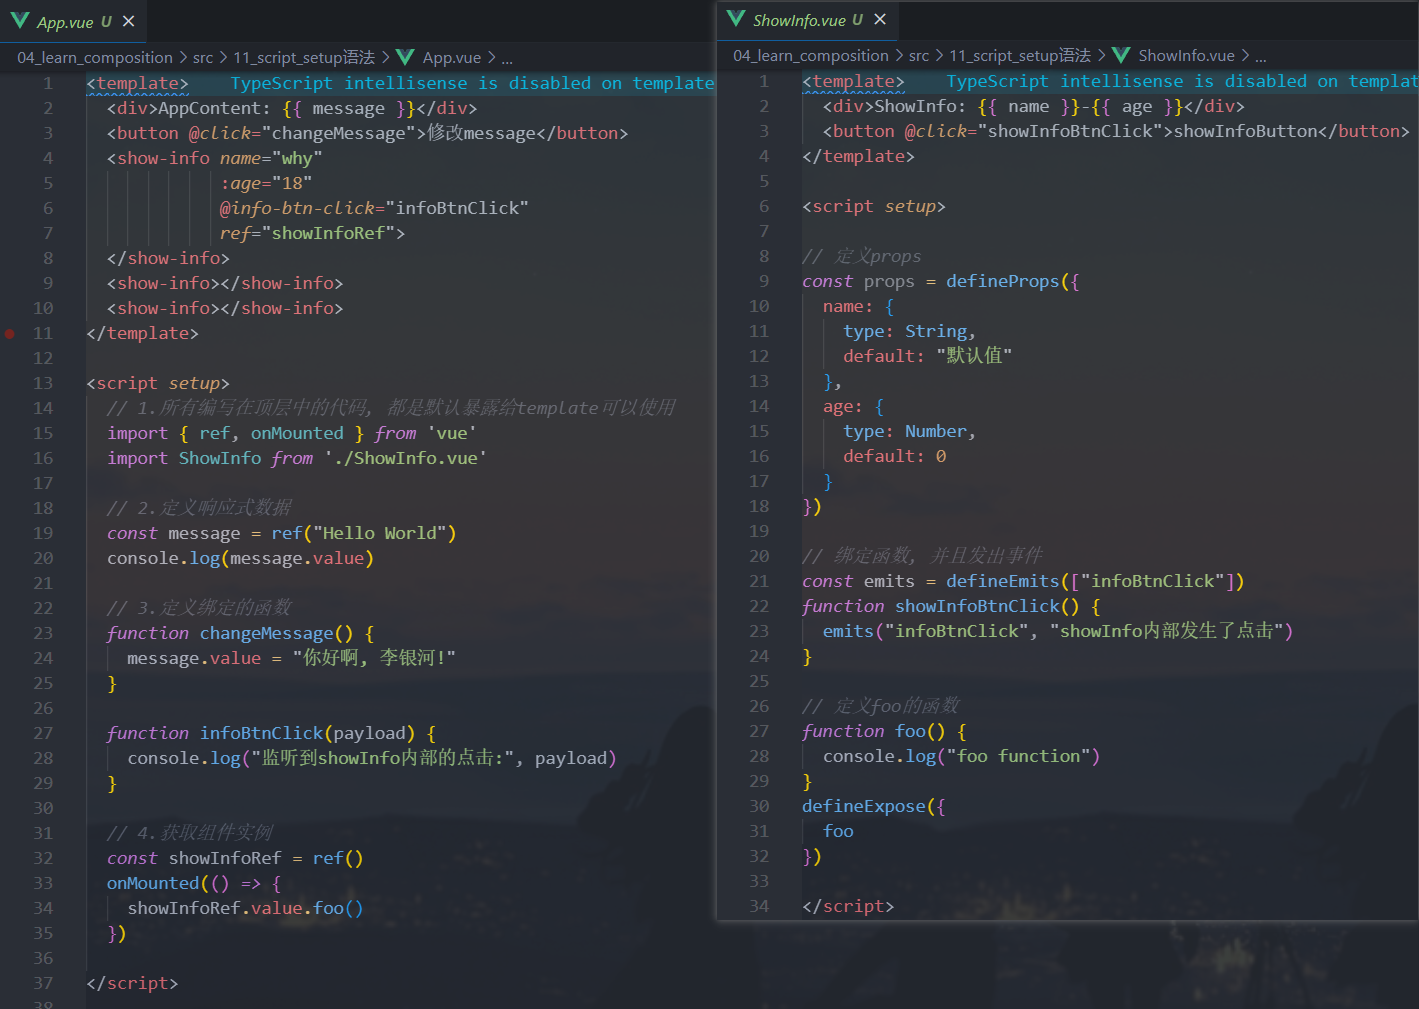 App.vue U ×
04_learn_composition > src > 11_script_setup语法 > App.vue > ...
1 <template> TypeScript intellisense is disabled on template
2 <div>AppContent: {{ message }}</div>
3 <button @click="changeMessage">修改message</button>
4 <show-info name="why"
5 :age="18"
6 @info-btn-click="infoBtnClick"
7 ref="showInfoRef">
8 </show-info>
9 <show-info></show-info>
10 <show-info></show-info>
11 </template>
12
13 <script setup>
14 // 1.所有编写在顶层中的代码, 都是默认暴露给template可以使用
15 import { ref, onMounted } from 'vue'
16 import ShowInfo from './ShowInfo.vue'
17
18 // 2.定义响应式数据
19 const message = ref("Hello World")
20 console.log(message.value)
21
22 // 3.定义绑定的函数
23 function changeMessage() {
24 message.value = "你好啊, 李银河!"
25 }
26
27 function infoBtnClick(payload) {
28 console.log("监听到showInfo内部的点击:", payload)
29 }
30
31 // 4.获取组件实例
32 const showInfoRef = ref()
33 onMounted(() => {
34 showInfoRef.value.foo()
35 })
36
37 </script>
38
ShowInfo.vue U ×
04_learn_composition > src > 11_script_setup语法 > ShowInfo.vue > ...
1 <template> TypeScript intellisense is disabled on templat
2 <div>ShowInfo: {{ name }}-{{ age }}</div>
3 <button @click="showInfoBtnClick">showInfoButton</button>
4 </template>
5
6 <script setup>
7
8 // 定义props
9 const props = defineProps({
10 name: {
11 type: String,
12 default: "默认值"
13 },
14 age: {
15 type: Number,
16 default: 0
17 }
18 })
19
20 // 绑定函数, 并且发出事件
21 const emits = defineEmits(["infoBtnClick"])
22 function showInfoBtnClick() {
23 emits("infoBtnClick", "showInfo内部发生了点击")
24 }
25
26 // 定义foo的函数
27 function foo() {
28 console.log("foo function")
29 }
30 defineExpose({
31 foo
32 })
33
34 </script>